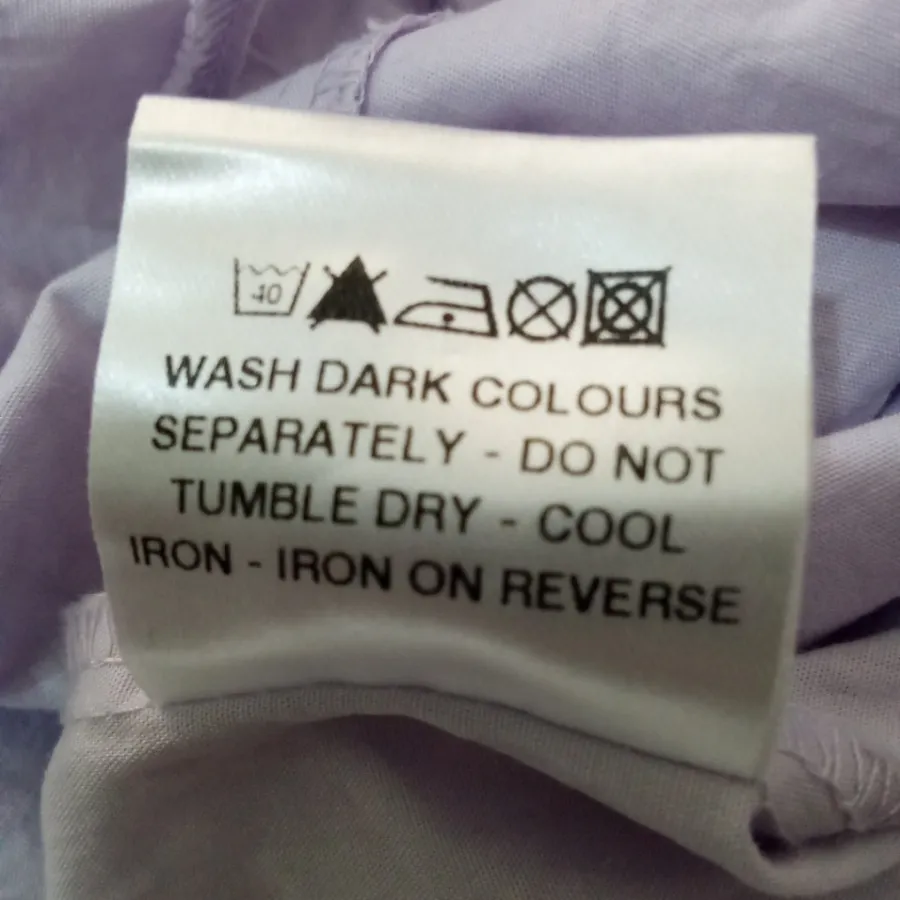 40
WASH DARK COLOURS
SEPARATELY - DO NOT
TUMBLE DRY - COOL
IRON - IRON ON REVERSE